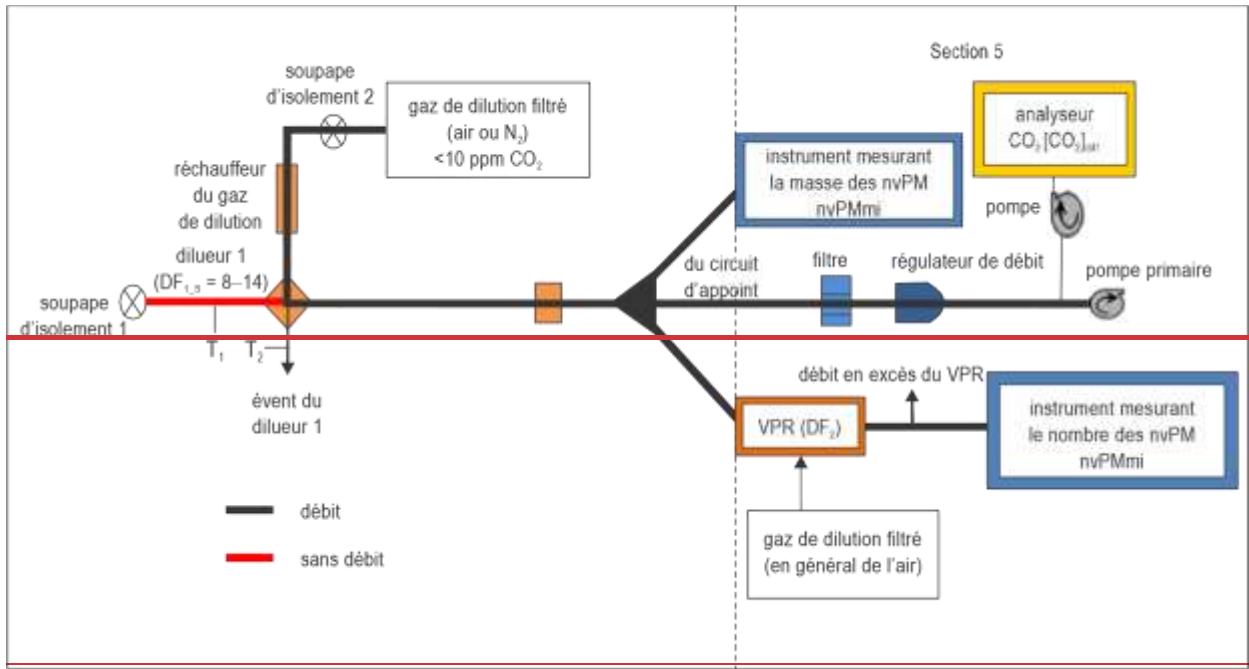 Section 5
soupape
d'isolement 2
gaz de dilution filtré
(air ou N₂)
<10 ppm CO₂
analyseur
CO₂ [CO₂]
instrument mesurant
la masse des nvPM
nvPMmi
réchauffeur
du gaz
de dilution
pompe
dilueur 1
(DF₁_ₛ = 8–14)
du circuit
d'appoint
filtre
régulateur de débit
pompe primaire
soupape
d'isolement 1
T₁
T₂
évent du
dilueur 1
débit en excès du VPR
VPR (DF₂)
instrument mesurant
le nombre des nvPM
nvPMmi
débit
sans débit
gaz de dilution filtré
(en général de l'air)